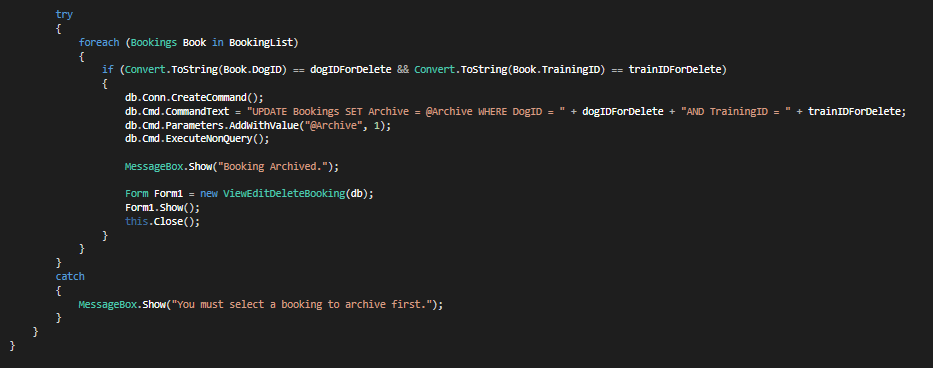 try
{
foreach (Bookings Book in BookingList)
{
if (Convert.ToString(Book.DogID) == dogIDForDelete && Convert.ToString(Book.TrainingID) == trainIDForDelete)
{
db.Conn.CreateCommand();
db.Cmd.CommandText = "UPDATE Bookings SET Archive = @Archive WHERE DogID = " + dogIDForDelete + "AND TrainingID = " + trainIDForDelete;
db.Cmd.Parameters.AddWithValue("@Archive", 1);
db.Cmd.ExecuteNonQuery();
MessageBox.Show("Booking Archived.");
Form Form1 = new ViewEditDeleteBooking(db);
Form1.Show();
this.Close();
}
}
}
catch
{
MessageBox.Show("You must select a booking to archive first.");
}
}
}